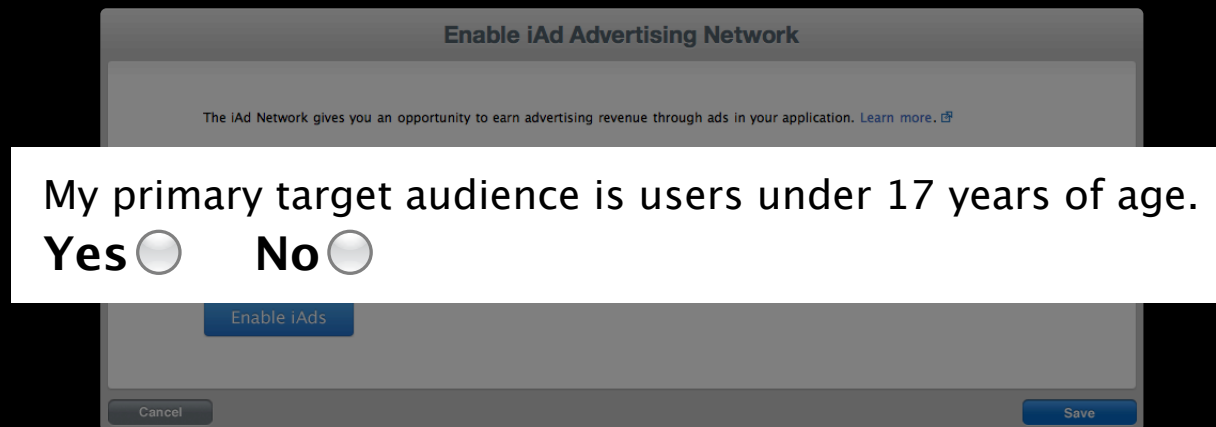 Enable iAd Advertising Network
The iAd Network gives you an opportunity to earn advertising revenue through ads in your application. Learn more.
My primary target audience is users under 17 years of age.
Yes No
Enable iAds
Cancel Save